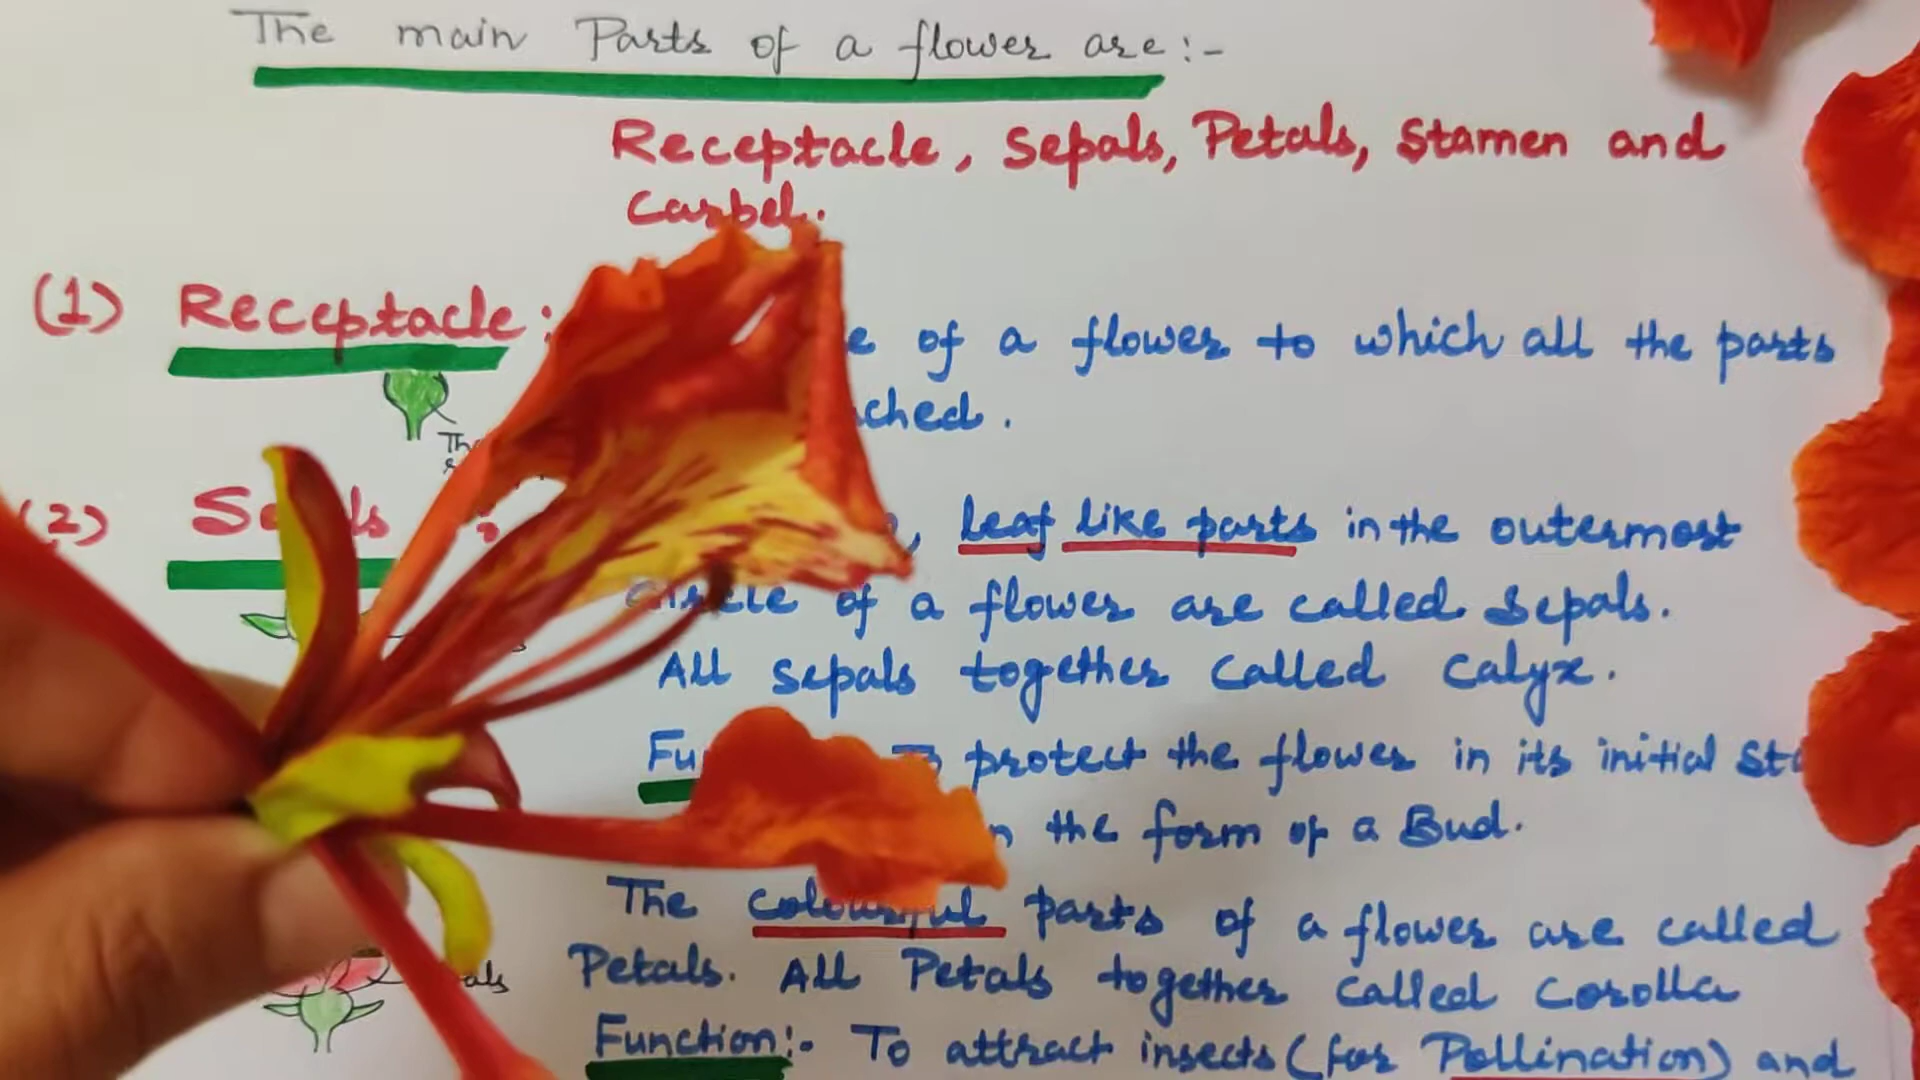 The main Parts of a flower are:-
Receptacle, Sepals, Petals, Stamen and
Carpel.
(1) Receptacle: of a flower to which all the parts
(2) , leaf like parts in the outermost
of a flower are called Sepals.
All Sepals together called Calyx.
protect the flower in its initial
the form of a Bud.
The colourful parts of a flower are called
Petals. All Petals together called Corolla
Function:- To attract insects (for Pollination) and